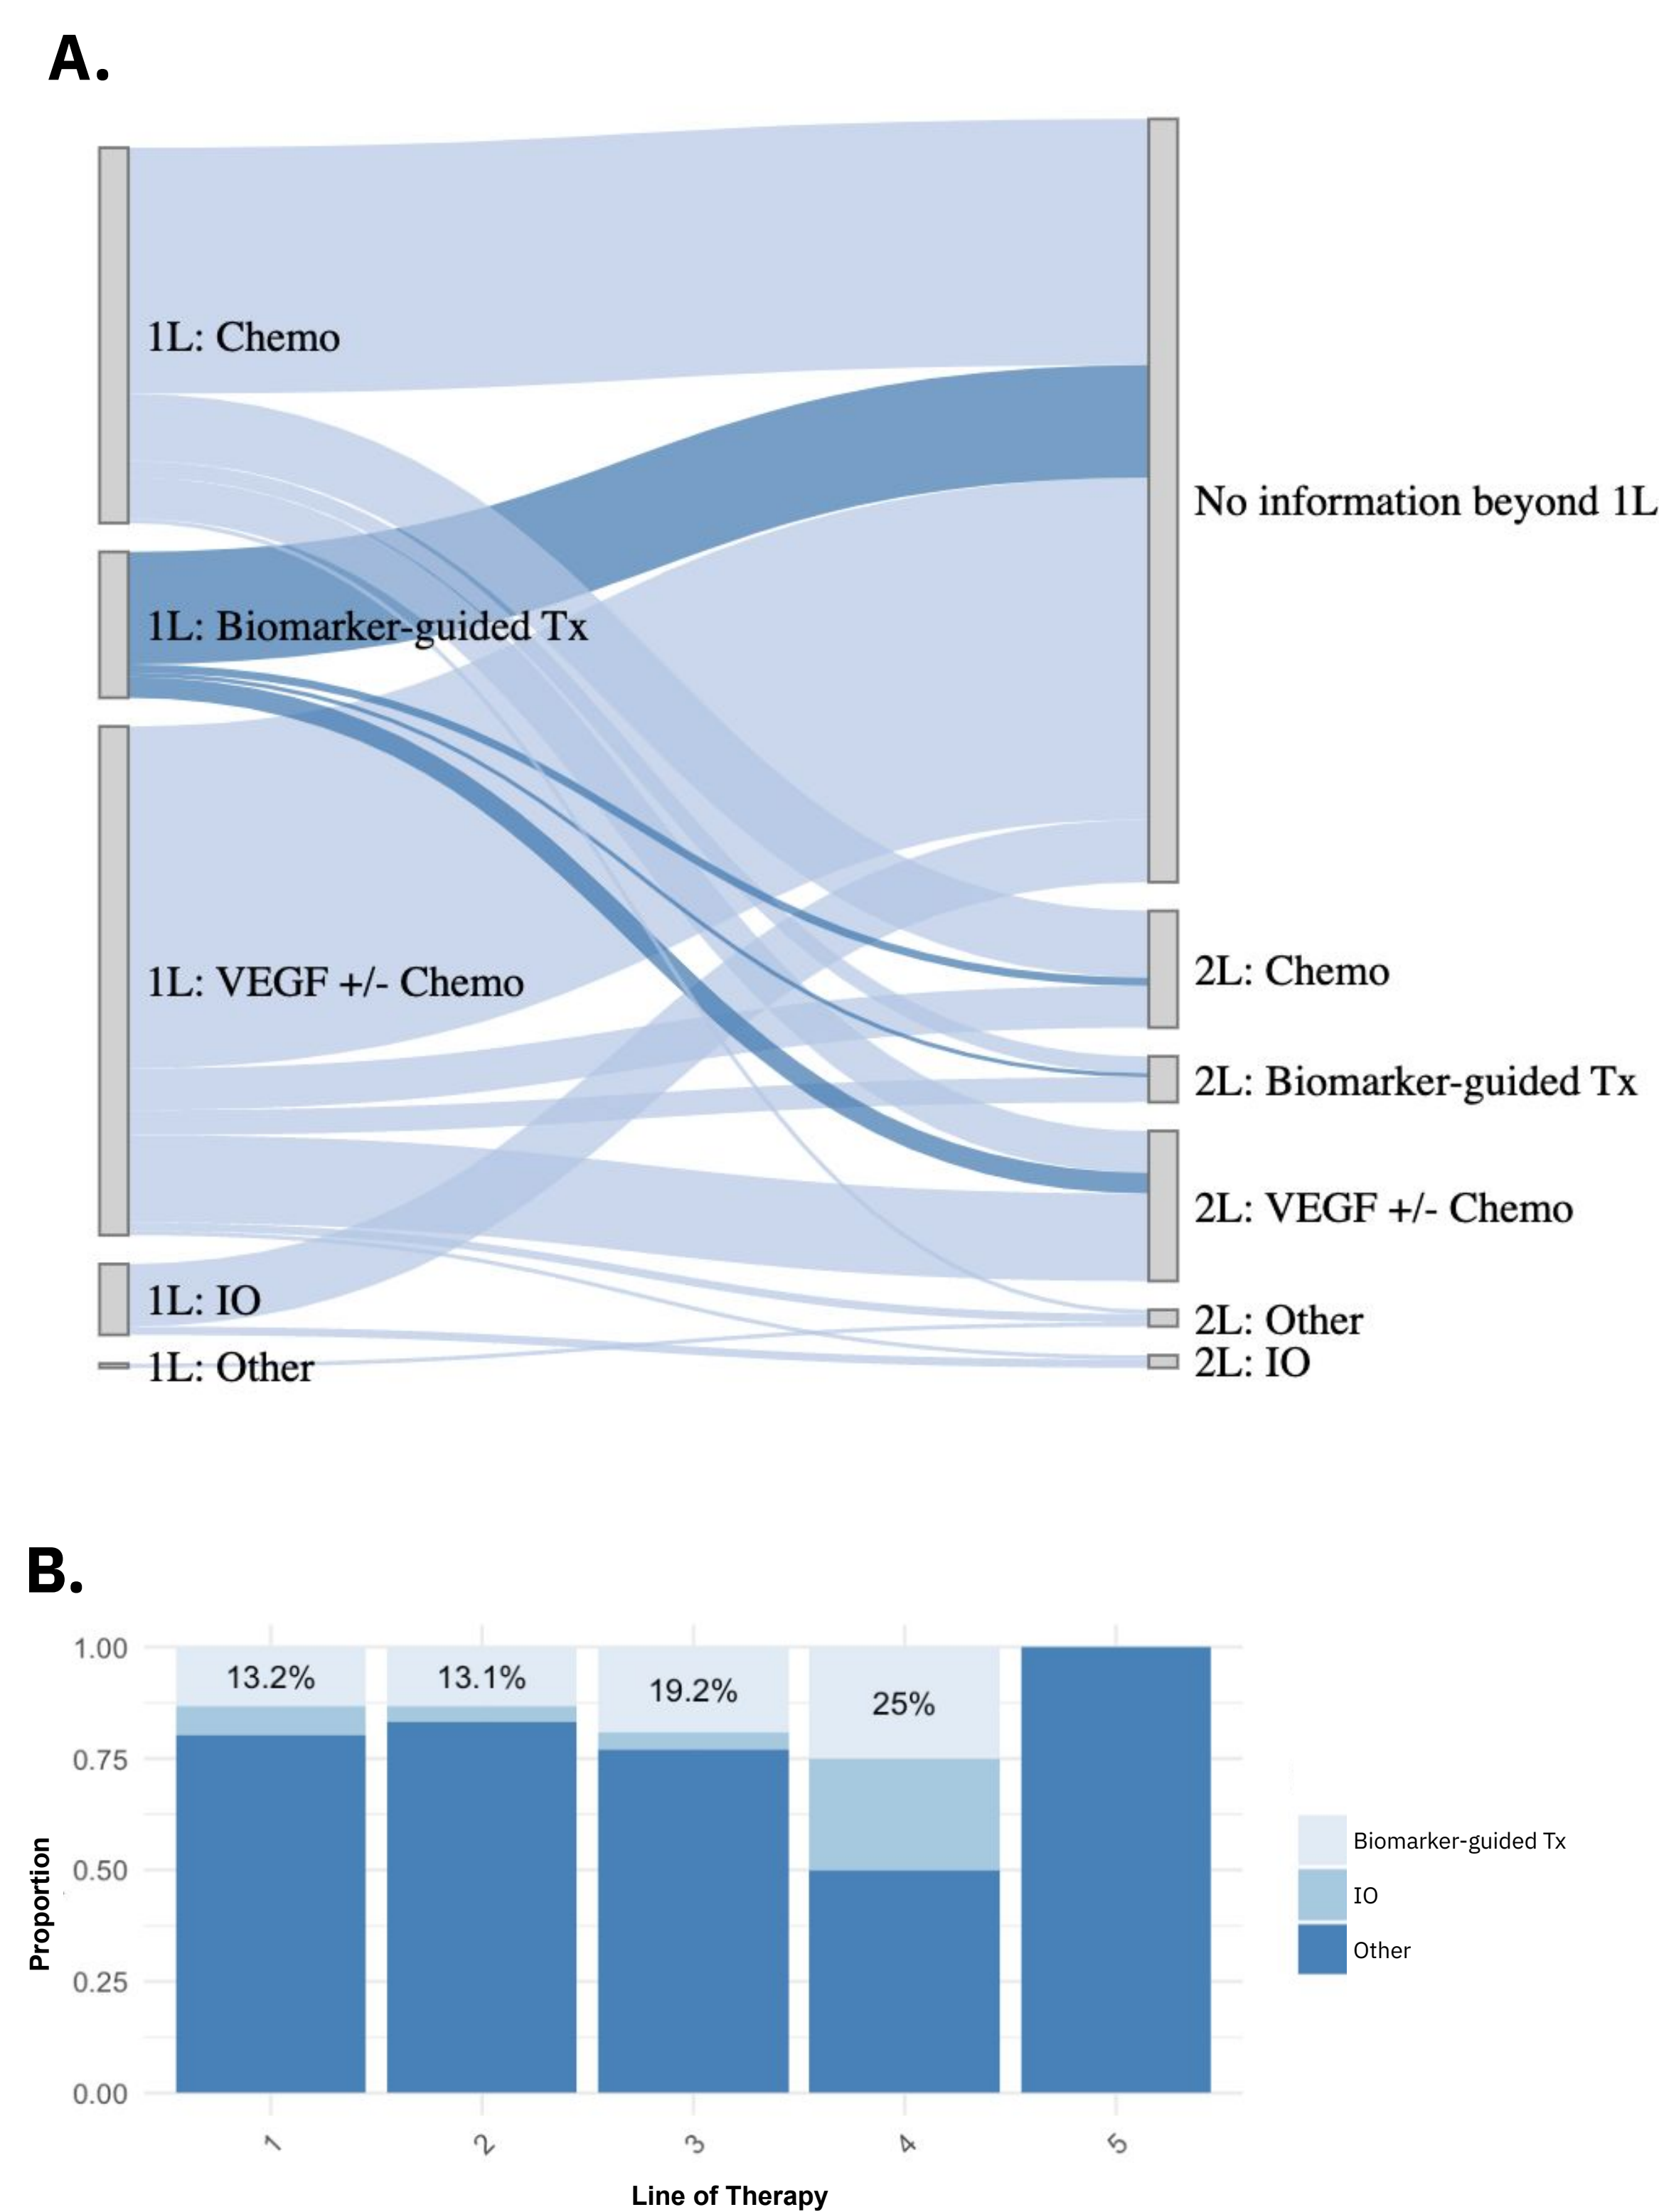 A.
1L: Chemo
No information beyond 1L
1L: Biomarker-guided Tx
1L: VEGF +/- Chemo
2L: Chemo
2L: Biomarker-guided Tx
2L: VEGF +/- Chemo
1L: IO
2L: Other
1L: Other
2L: IO
B.
1.00
13.2%
13.1%
19.2%
25%
0.75
0.50
0.25
0.00
Proportion
Biomarker-guided Tx
IO
Other
1
2
3
4
5
Line of Therapy